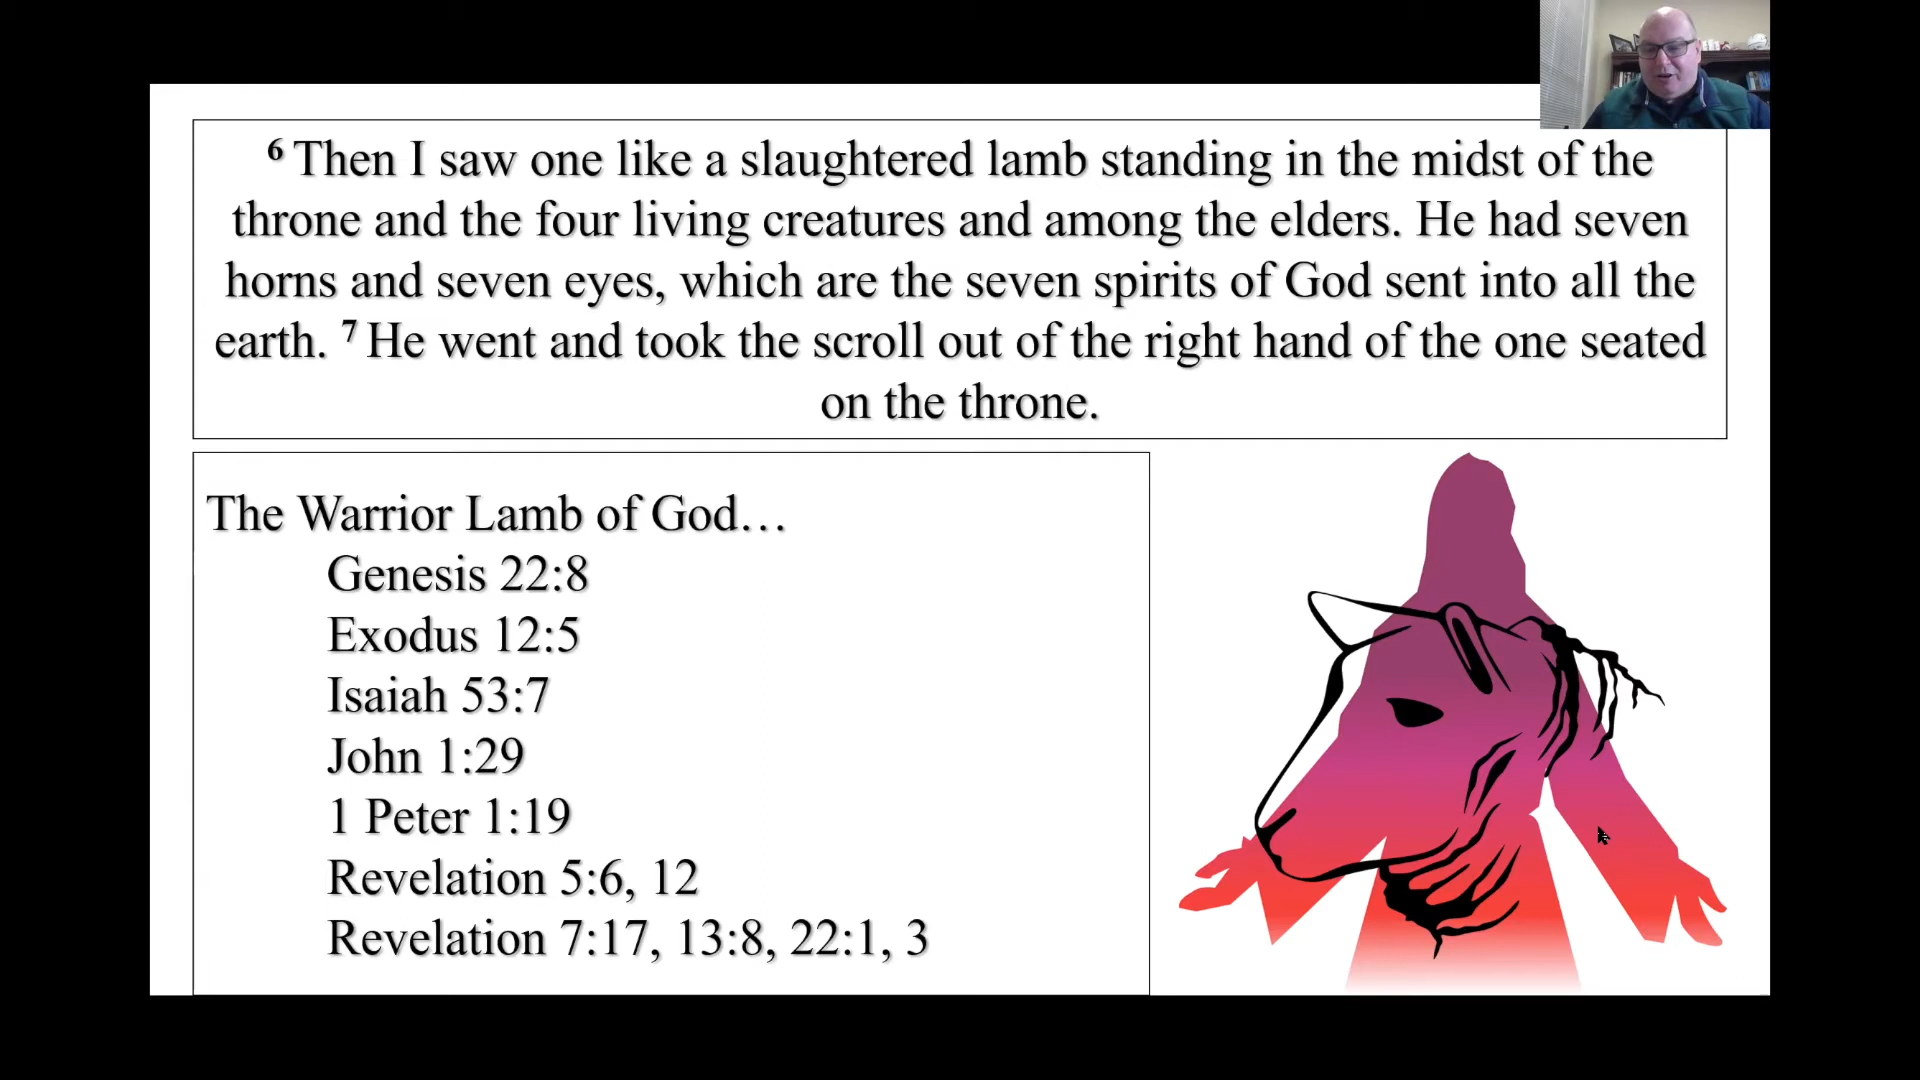 6 Then I saw one like a slaughtered lamb standing in the midst of the
throne and the four living creatures and among the elders. He had seven
horns and seven eyes, which are the seven spirits of God sent into all the
earth. 7 He went and took the scroll out of the right hand of the one seated
on the throne.
The Warrior Lamb of God…
Genesis 22:8
Exodus 12:5
Isaiah 53:7
John 1:29
1 Peter 1:19
Revelation 5:6, 12
Revelation 7:17, 13:8, 22:1, 3